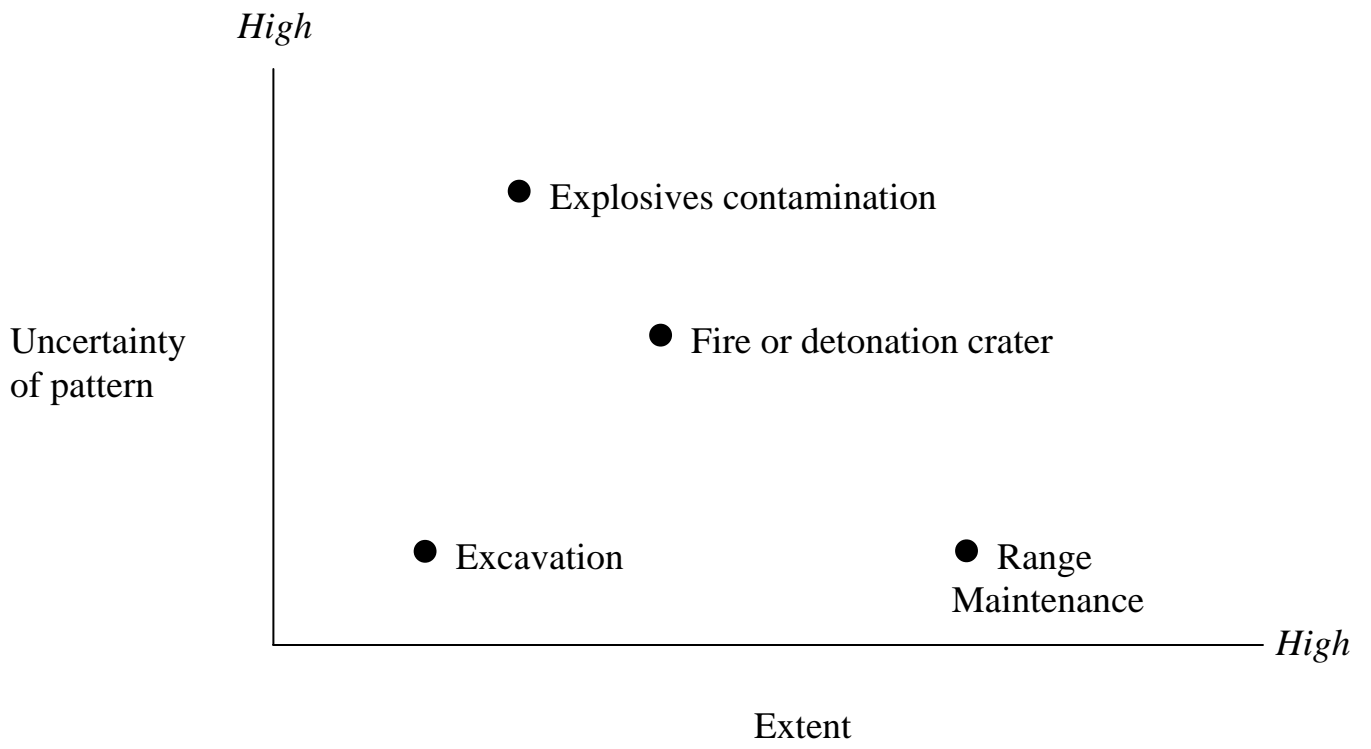 High
Explosives contamination
Fire or detonation crater
Uncertainty
of pattern
Excavation
Range
Maintenance
High
Extent